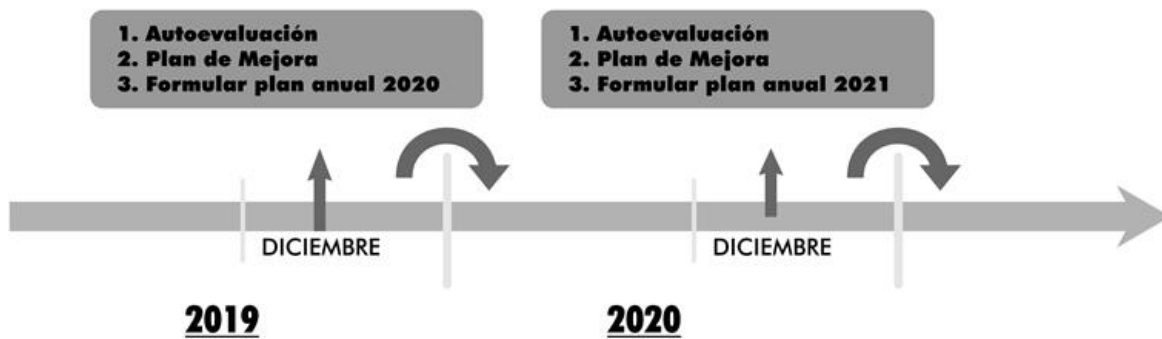 1. Autoevaluación
2. Plan de Mejora
3. Formular plan anual 2020
1. Autoevaluación
2. Plan de Mejora
3. Formular plan anual 2021
DICIEMBRE
DICIEMBRE
2019
2020